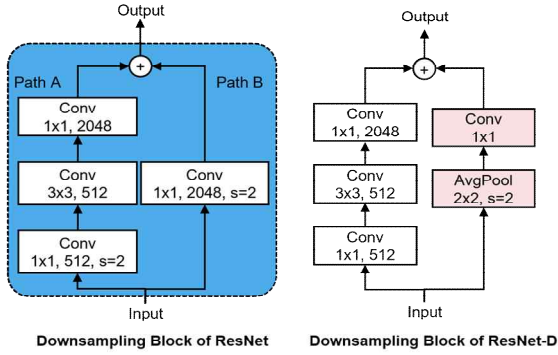 Output
Path A
+
Path B
Conv
1x1, 2048
Conv
3x3, 512
Conv
1x1, 2048, s=2
Conv
1x1, 512, s=2
Input
Downsampling Block of ResNet
Output
+
Conv
1x1, 2048
Conv
1x1
Conv
3x3, 512
AvgPool
2x2, s=2
Conv
1x1, 512
Input
Downsampling Block of ResNet-D